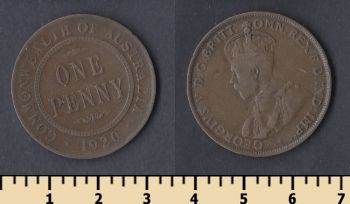 COMMONWEALTH OF AUSTRALIA
ONE
PENNY
· 1920 ·
GEORGIVS V D.G. BRITT: OMN: REX F.D. IND: IMP:
1 2 3 4 5 6 7